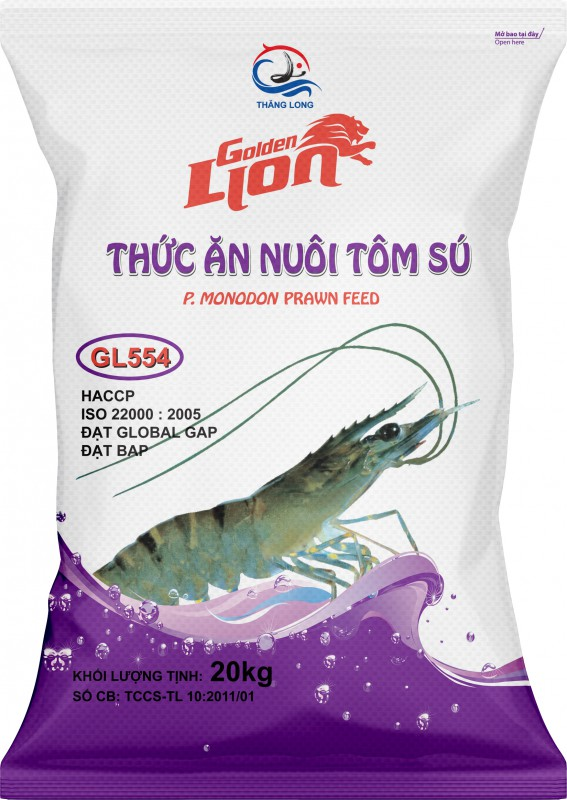 Mở bao tại đây
Open here
THĂNG LONG
Golden
Lion
THỨC ĂN NUÔI TÔM SÚ
P. MONODON PRAWN FEED
GL554
HACCP
ISO 22000 : 2005
ĐẠT GLOBAL GAP
ĐẠT BAP
KHỐI LƯỢNG TỊNH: 20kg
SỐ CB: TCCS-TL 10:2011/01